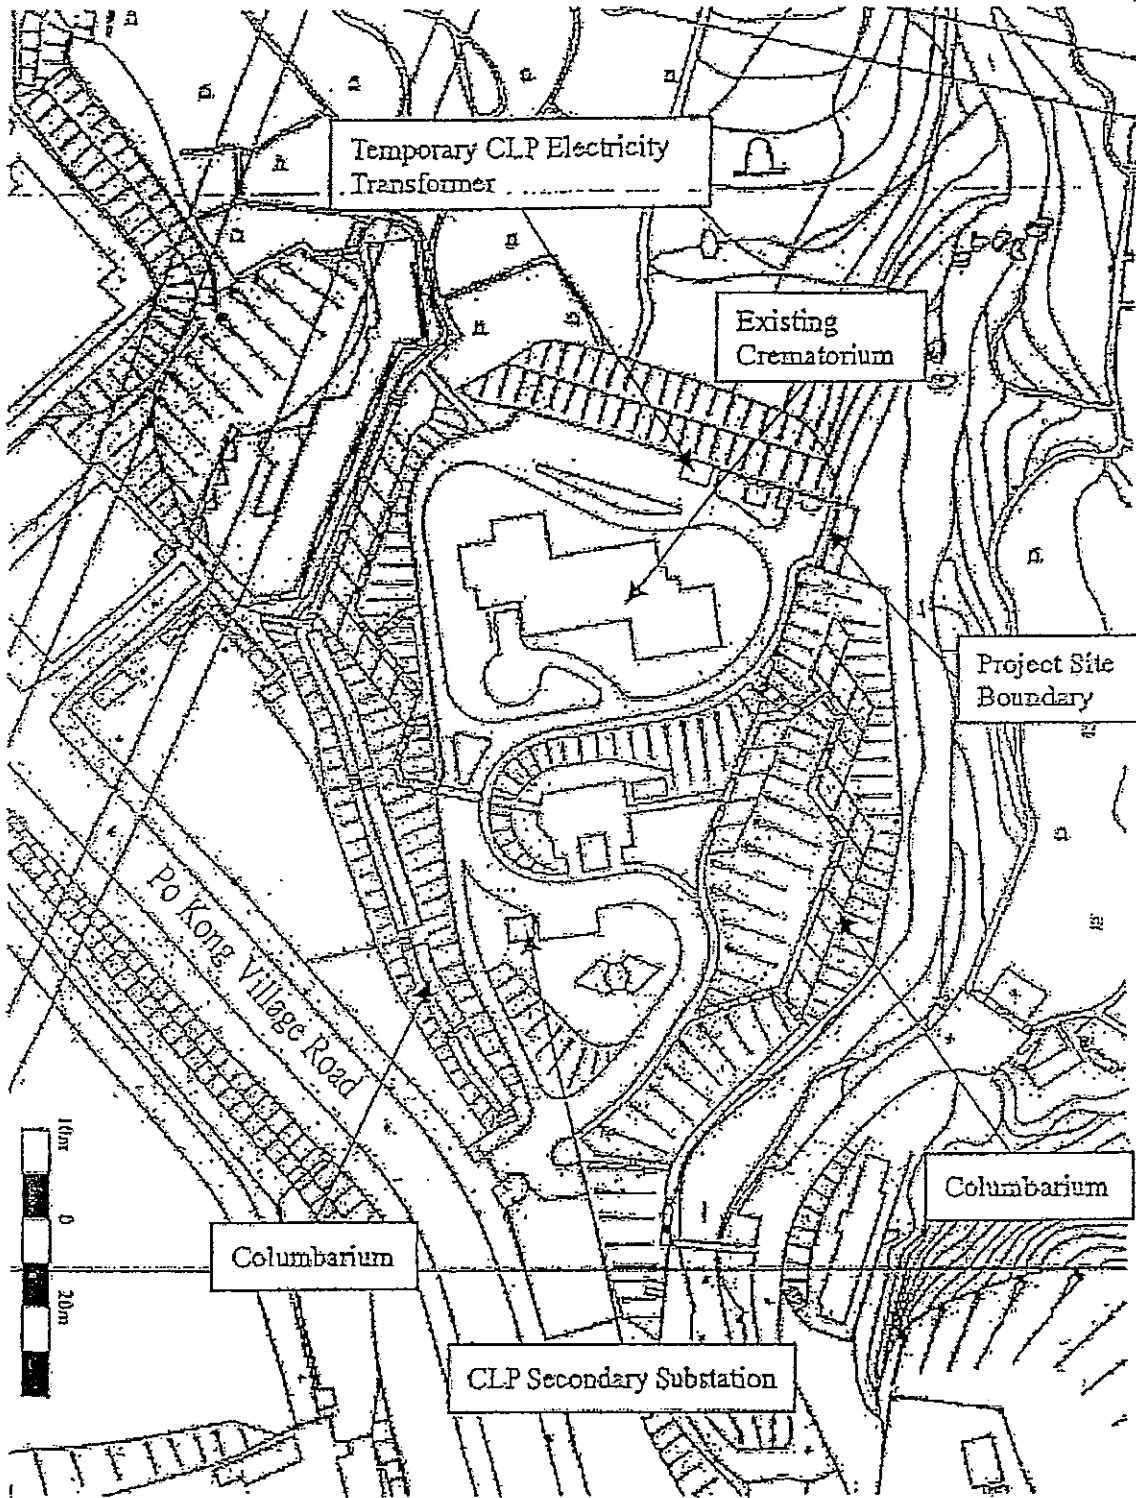 Temporary CLP Electricity
Transformer
Existing
Crematorium
Project Site
Boundary
Po Kong Village Road
10m
0
20m
Columbarium
Columbarium
CLP Secondary Substation